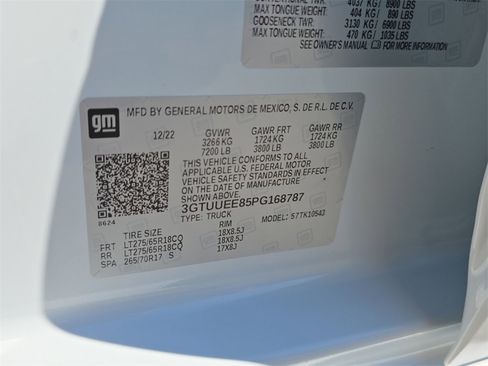 CONVENTIONAL TWR: 4037 KG/ 8900 LBS
MAX TONGUE WEIGHT: 404 KG/ 890 LBS
GOOSENECK TWR: 3130 KG/ 6900 LBS
MAX TONGUE WEIGHT: 470 KG/ 1035 LBS
SEE OWNER'S MANUAL FOR MORE INFORMATION
gm
MFD BY GENERAL MOTORS DE MEXICO, S. DE R.L. DE C.V.
12/22 GVWR GAWR FRT GAWR RR
3266 KG 1724 KG 1724 KG
7200 LB 3800 LB 3800 LB
THIS VEHICLE CONFORMS TO ALL
APPLICABLE U.S. FEDERAL MOTOR
VEHICLE SAFETY STANDARDS IN EFFECT
ON THE DATE OF MANUFACTURE SHOWN ABOVE.
3GTUUEE85PG168787
8624
TYPE: TRUCK MODEL: 57TK10543
TIRE SIZE RIM
FRT LT275/65R18CQ 18X8.5J
RR LT275/65R18CQ 18X8.5J
SPA 265/70R17 S 17X8J